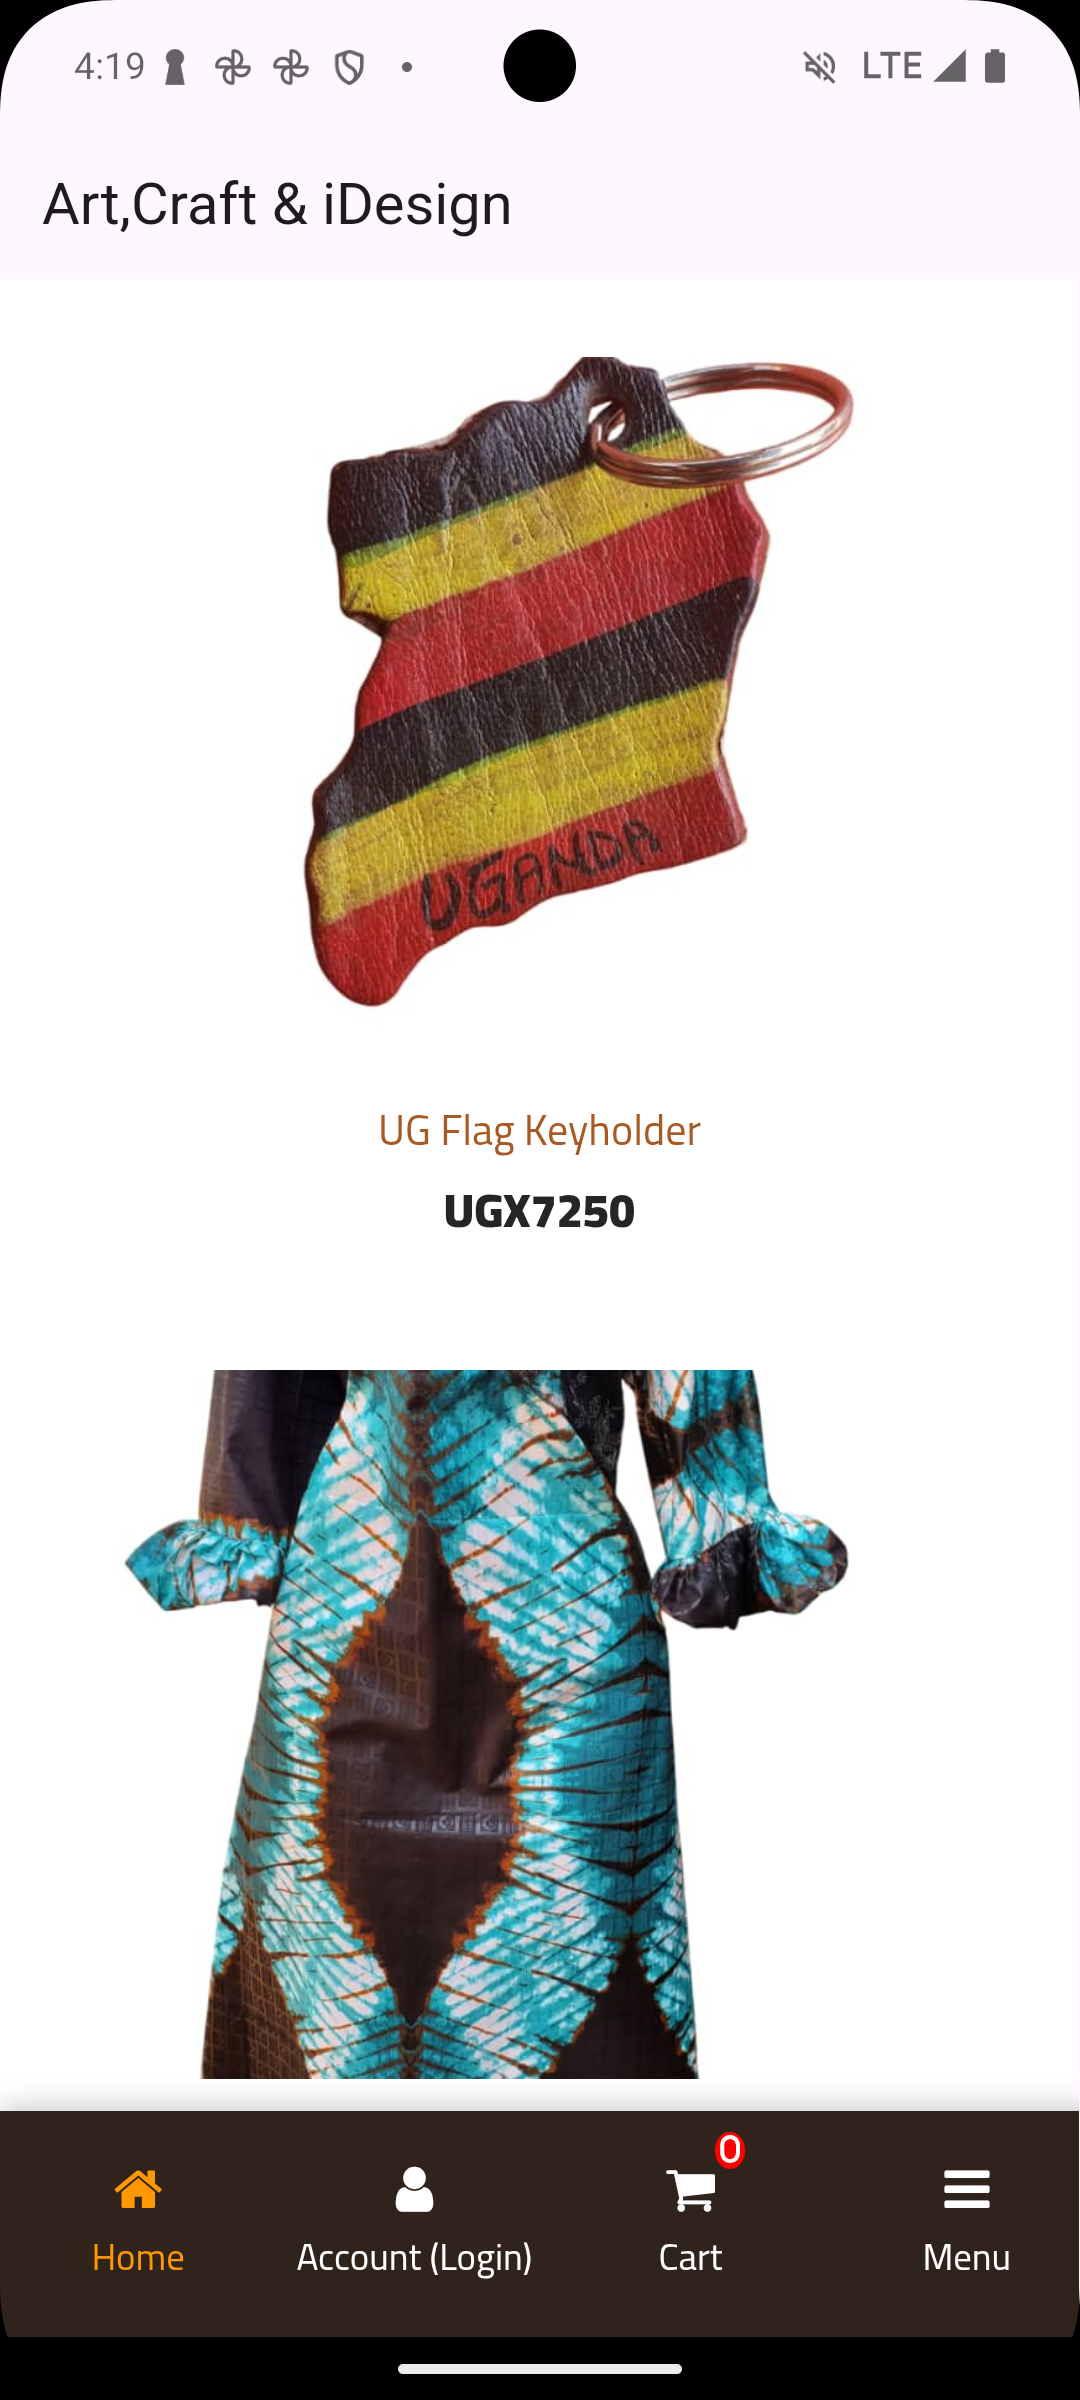 4:19
LTE
Art,Craft & iDesign
UGANDA
UG Flag Keyholder
UGX7250
0
Home
Account (Login)
Cart
Menu